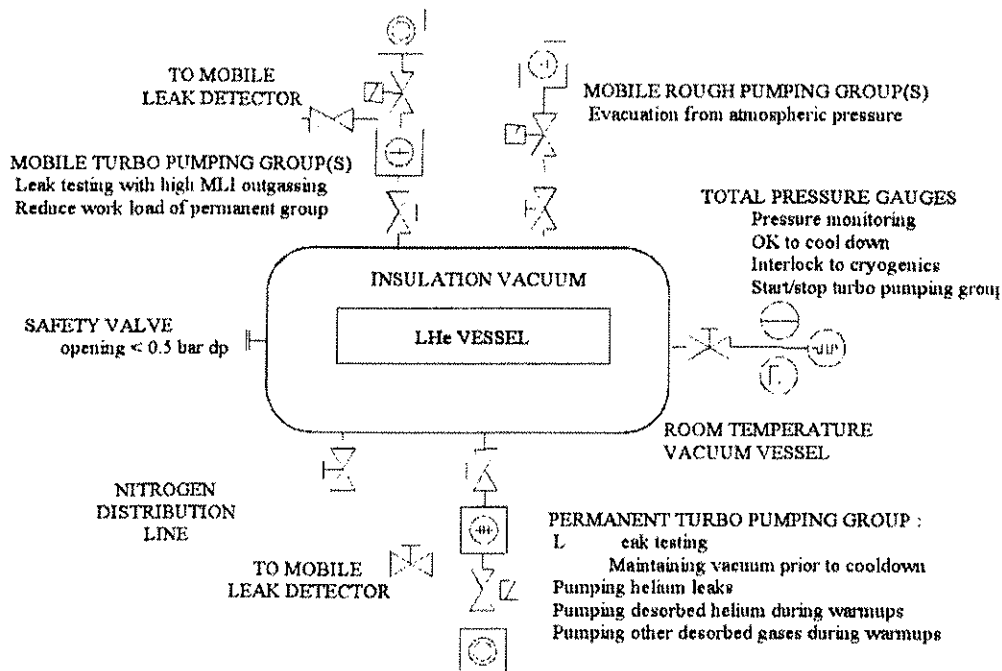 TO MOBILE
LEAK DETECTOR
MOBILE ROUGH PUMPING GROUP(S)
Evacuation from atmospheric pressure
MOBILE TURBO PUMPING GROUP(S)
Leak testing with high MLI outgassing
Reduce work load of permanent group
TOTAL PRESSURE GAUGES
Pressure monitoring
OK to cool down
Interlock to cryogenics
Start/stop turbo pumping group
INSULATION VACUUM
LHe VESSEL
SAFETY VALVE
opening < 0.5 bar dp
ROOM TEMPERATURE
VACUUM VESSEL
NITROGEN
DISTRIBUTION
LINE
TO MOBILE
LEAK DETECTOR
PERMANENT TURBO PUMPING GROUP :
L eak testing
Maintaining vacuum prior to cooldown
Pumping helium leaks
Pumping desorbed helium during warmups
Pumping other desorbed gases during warmups